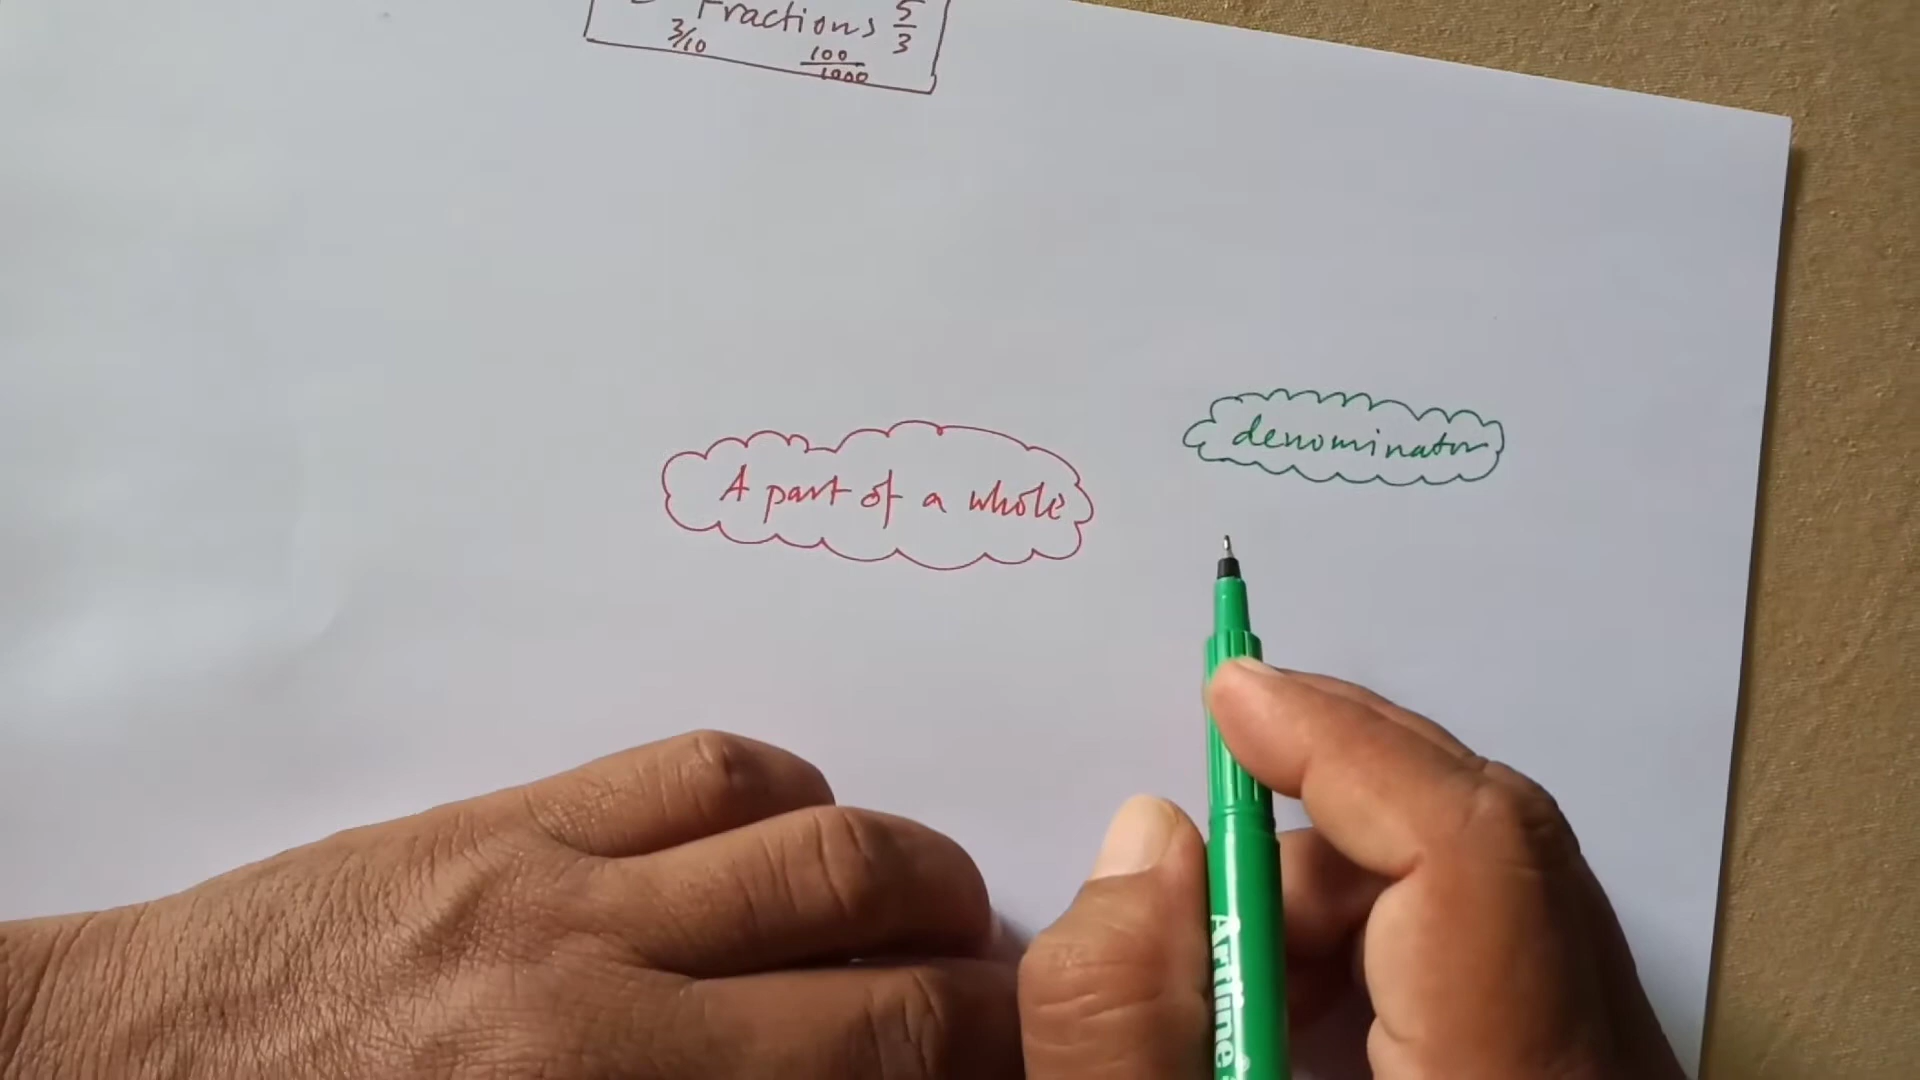 Fractions 5/3
3/10
100/1000
denominator
A part of a whole
Artline